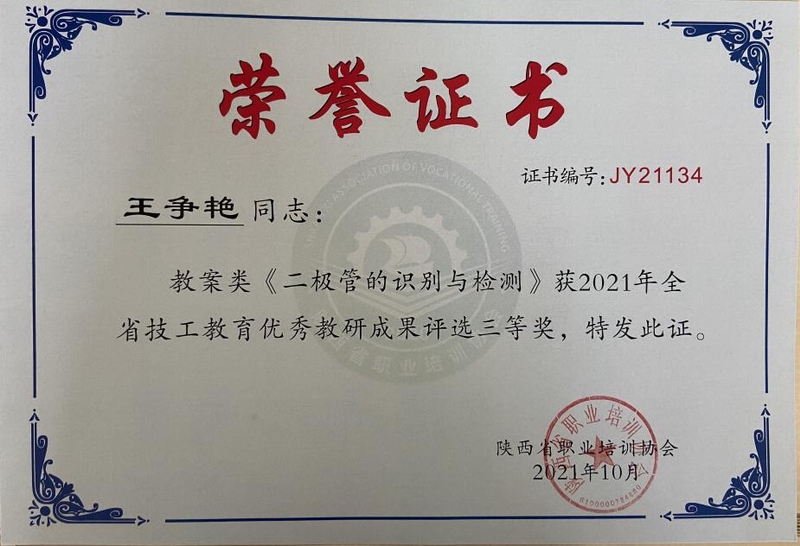 荣誉证书
证书编号:JY21134
王争艳 同志：
教案类《二极管的识别与检测》获2021年全
省技工教育优秀教研成果评选三等奖，特发此证。
陕西省职业培训协会
2021年10月